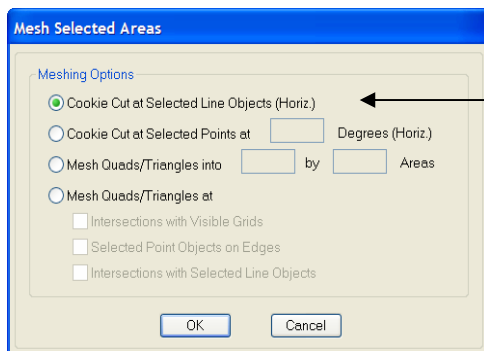 Mesh Selected Areas
Meshing Options
Cookie Cut at Selected Line Objects (Horiz.)
Cookie Cut at Selected Points at Degrees (Horiz.)
Mesh Quads/Triangles into by Areas
Mesh Quads/Triangles at
Intersections with Visible Grids
Selected Point Objects on Edges
Intersections with Selected Line Objects
OK Cancel